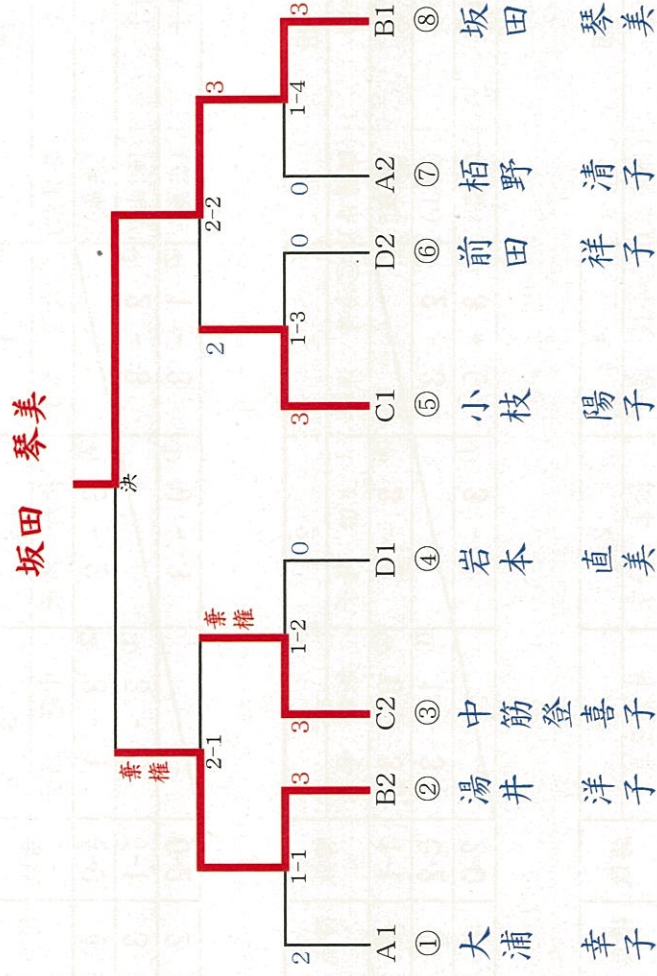 坂田 琴美
決
棄権
2-1
2-2
3
2
棄権
1-1
1-2
1-3
1-4
2
3
3
0
3
0
0
3
A1
B2
C2
D1
C1
D2
A2
B1
①
②
③
④
⑤
⑥
⑦
⑧
大浦 幸子
湯井 洋子
中筋登喜子
岩本 直美
小枝 陽子
前田 祥子
栢野 清子
坂田 琴美